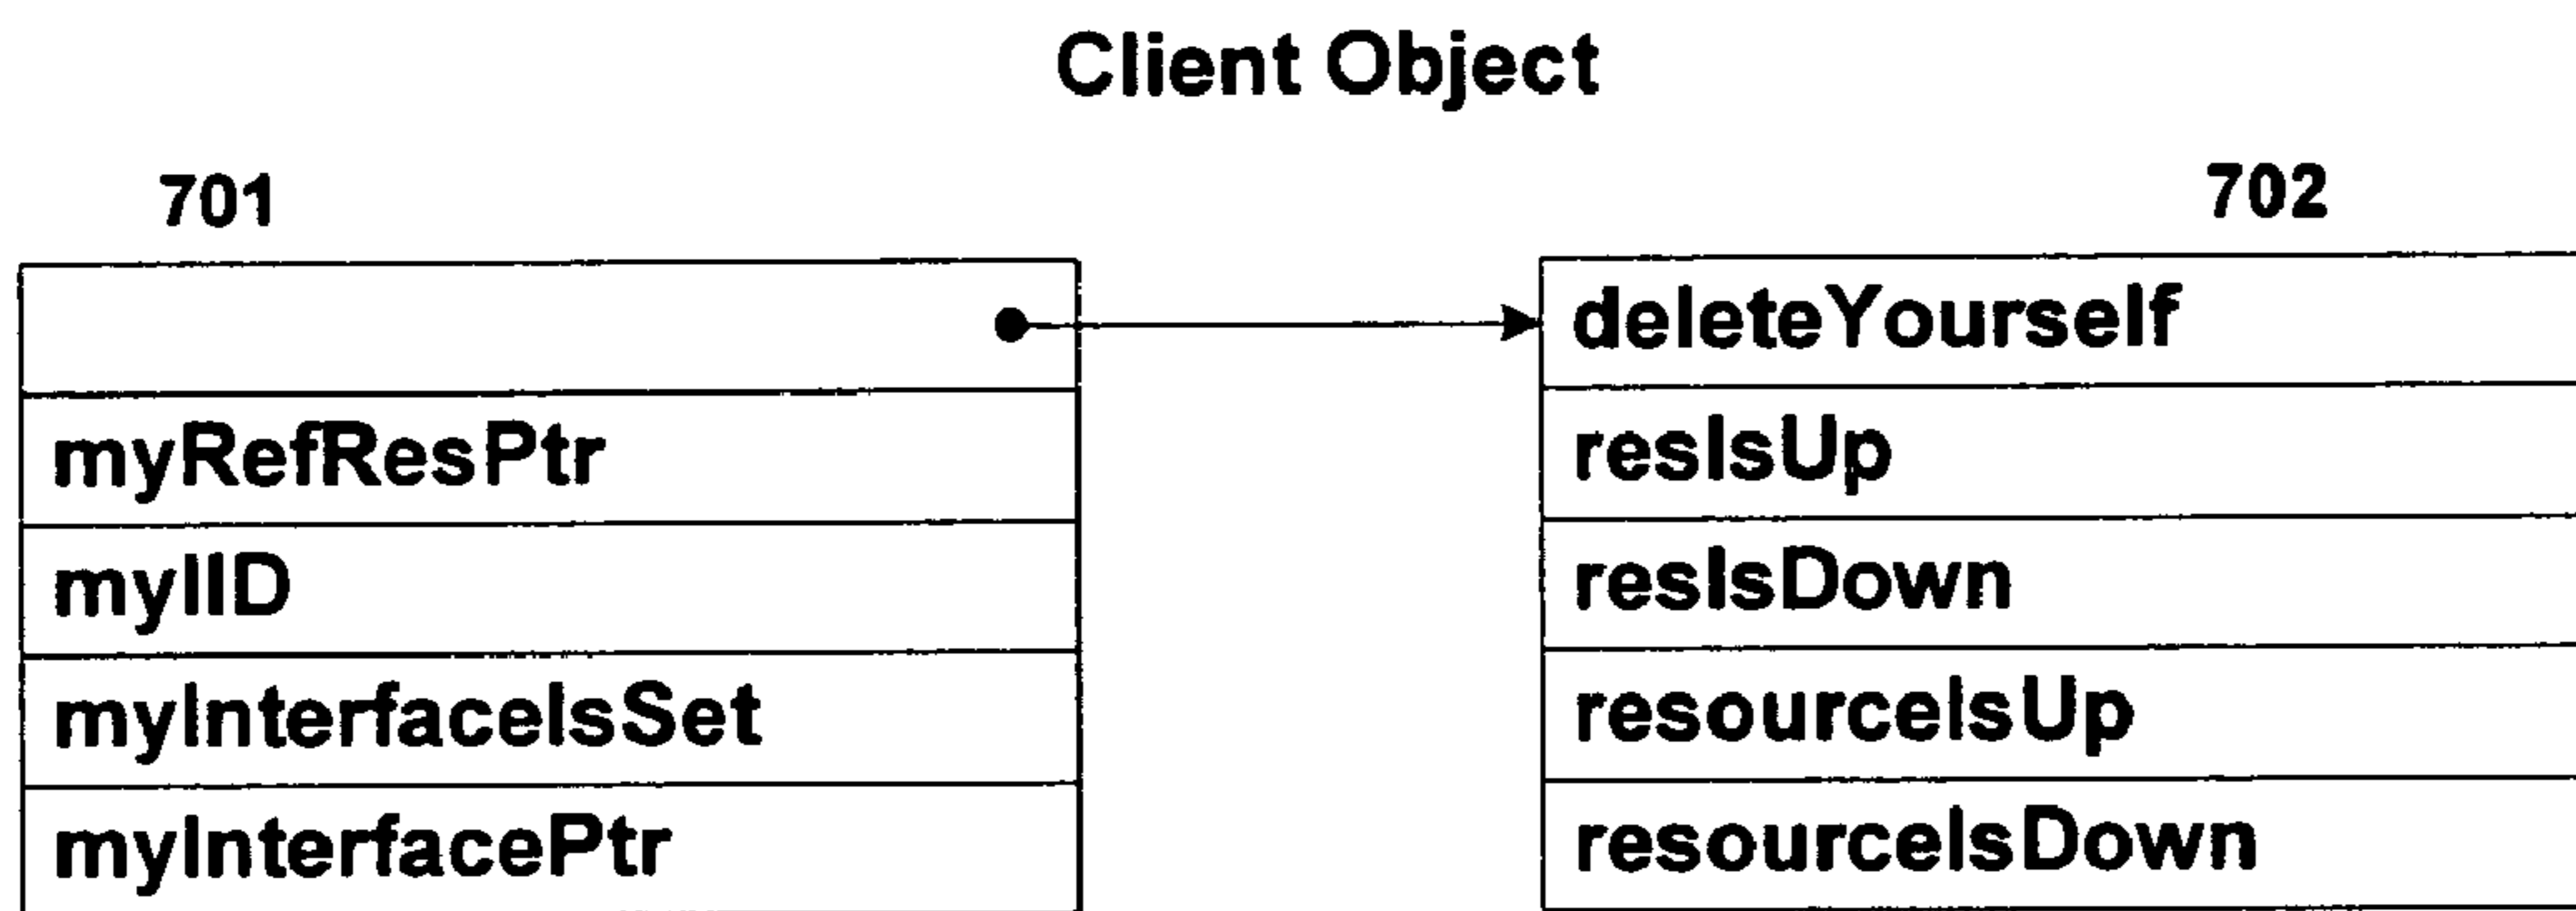 Client Object
701
702
deleteYourself
myRefResPtr
resIsUp
myIID
resIsDown
myInterfaceIsSet
resourceIsUp
myInterfacePtr
resourceIsDown